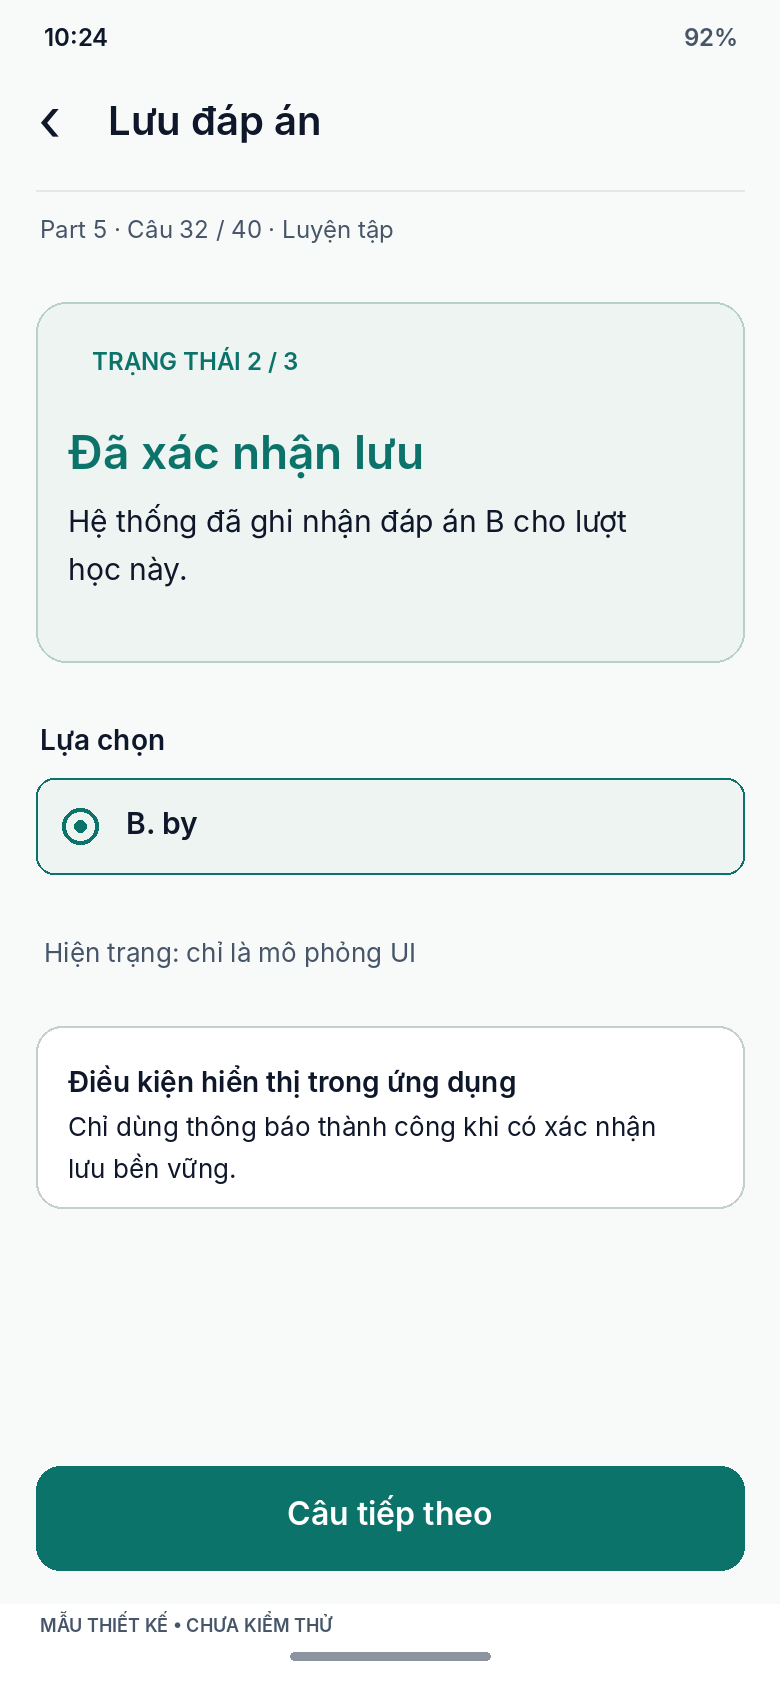 10:24
92%
Lưu đáp án
Part 5 · Câu 32 / 40 · Luyện tập
TRẠNG THÁI 2 / 3
Đã xác nhận lưu
Hệ thống đã ghi nhận đáp án B cho lượt
học này.
Lựa chọn
B. by
Hiện trạng: chỉ là mô phỏng UI
Điều kiện hiển thị trong ứng dụng
Chỉ dùng thông báo thành công khi có xác nhận
lưu bền vững.
Câu tiếp theo
MẪU THIẾT KẾ • CHƯA KIỂM THỬ